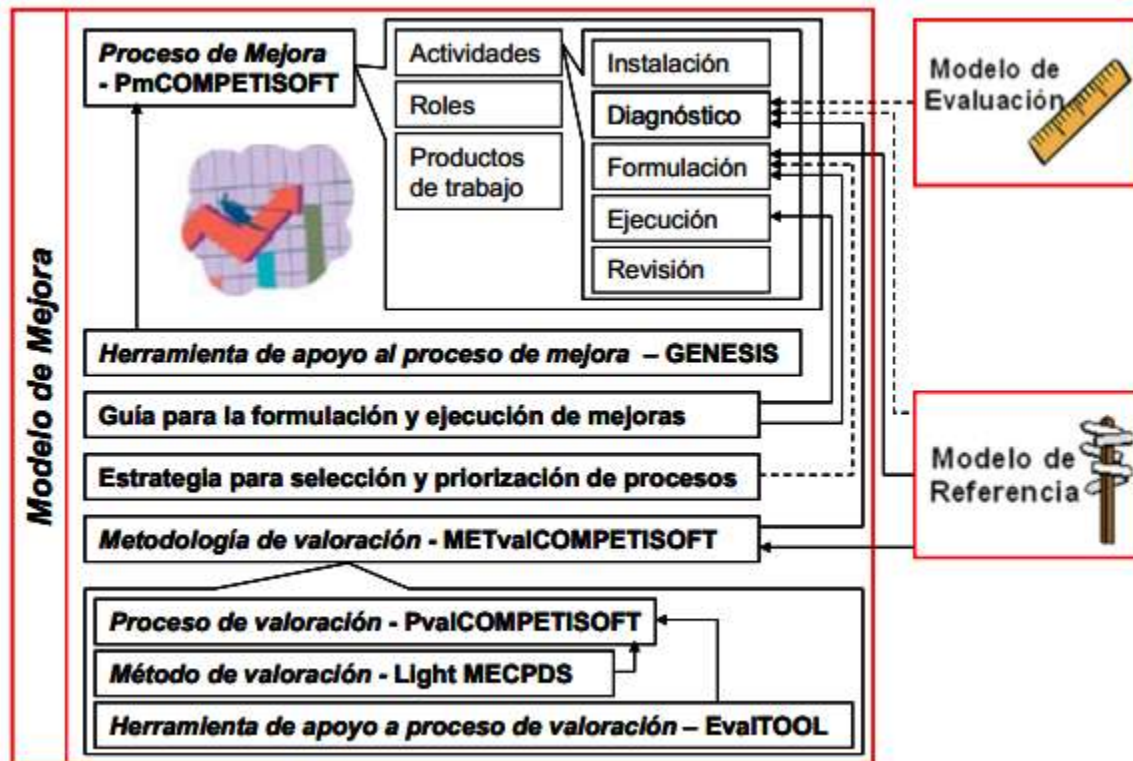 Modelo de Mejora
Proceso de Mejora
- PmCOMPETISOFT
Actividades
Roles
Productos
de trabajo
Instalación
Diagnóstico
Formulación
Ejecución
Revisión
Modelo de
Evaluación
Herramienta de apoyo al proceso de mejora – GENESIS
Guía para la formulación y ejecución de mejoras
Estrategia para selección y priorización de procesos
Metodología de valoración - METvalCOMPETISOFT
Modelo de
Referencia
Proceso de valoración - PvalCOMPETISOFT
Método de valoración - Light MECPDS
Herramienta de apoyo a proceso de valoración – EvalTOOL